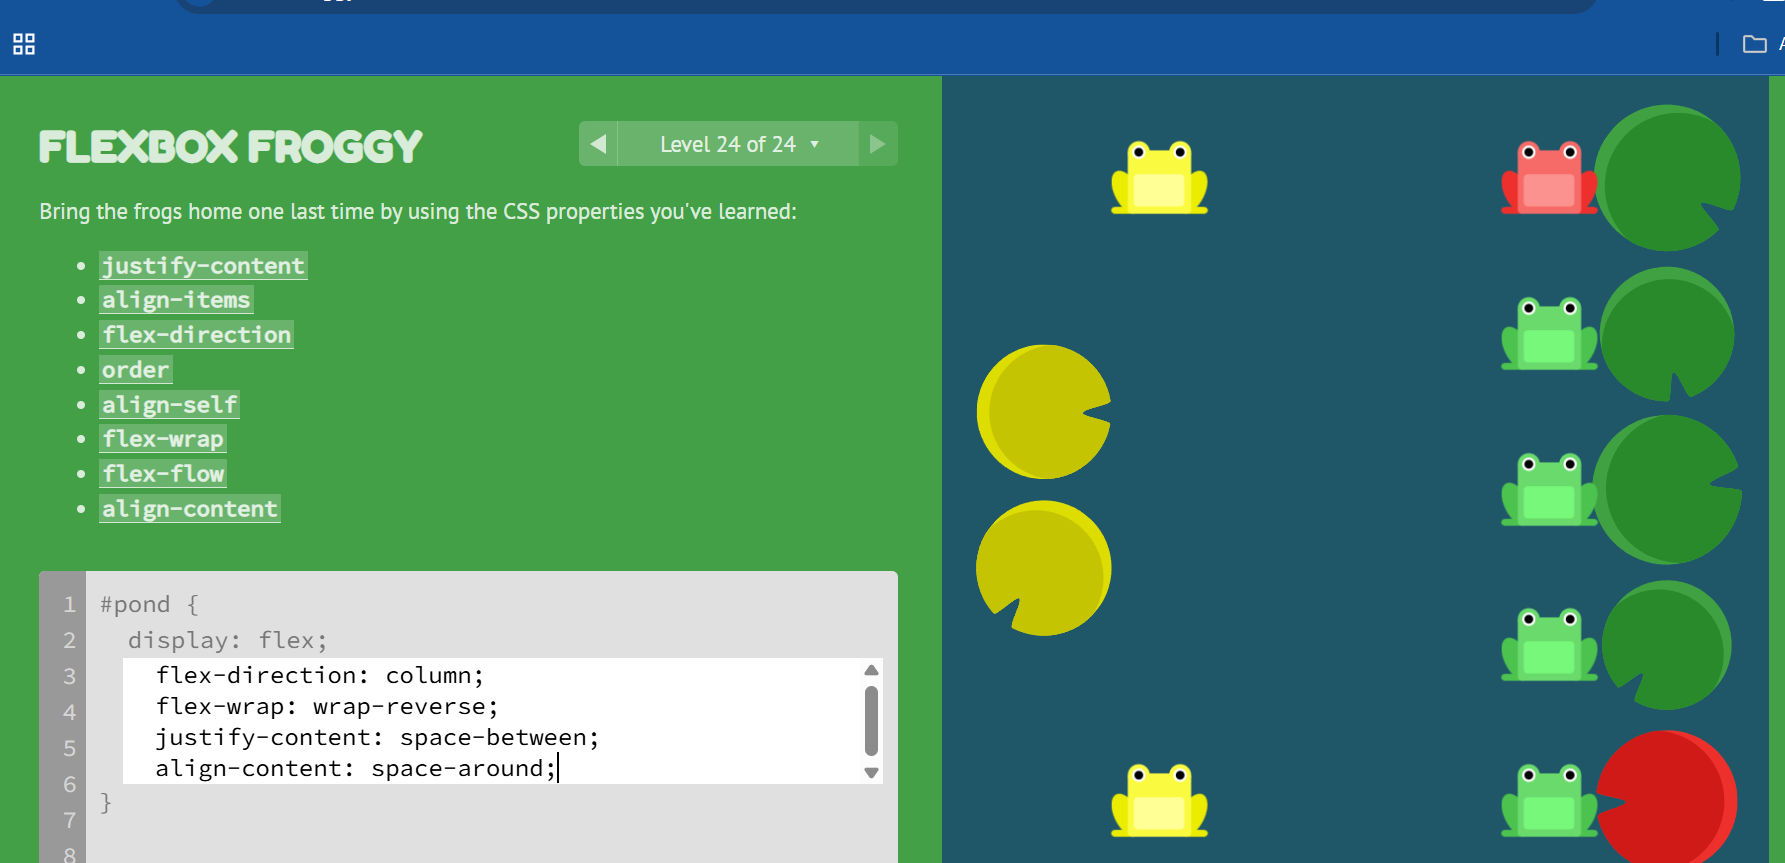 FLEXBOX FROGGY
Level 24 of 24
Bring the frogs home one last time by using the CSS properties you've learned:
justify-content
align-items
flex-direction
order
align-self
flex-wrap
flex-flow
align-content
1 #pond {
2 display: flex;
3 flex-direction: column;
4 flex-wrap: wrap-reverse;
5 justify-content: space-between;
6 align-content: space-around;
}
7
8